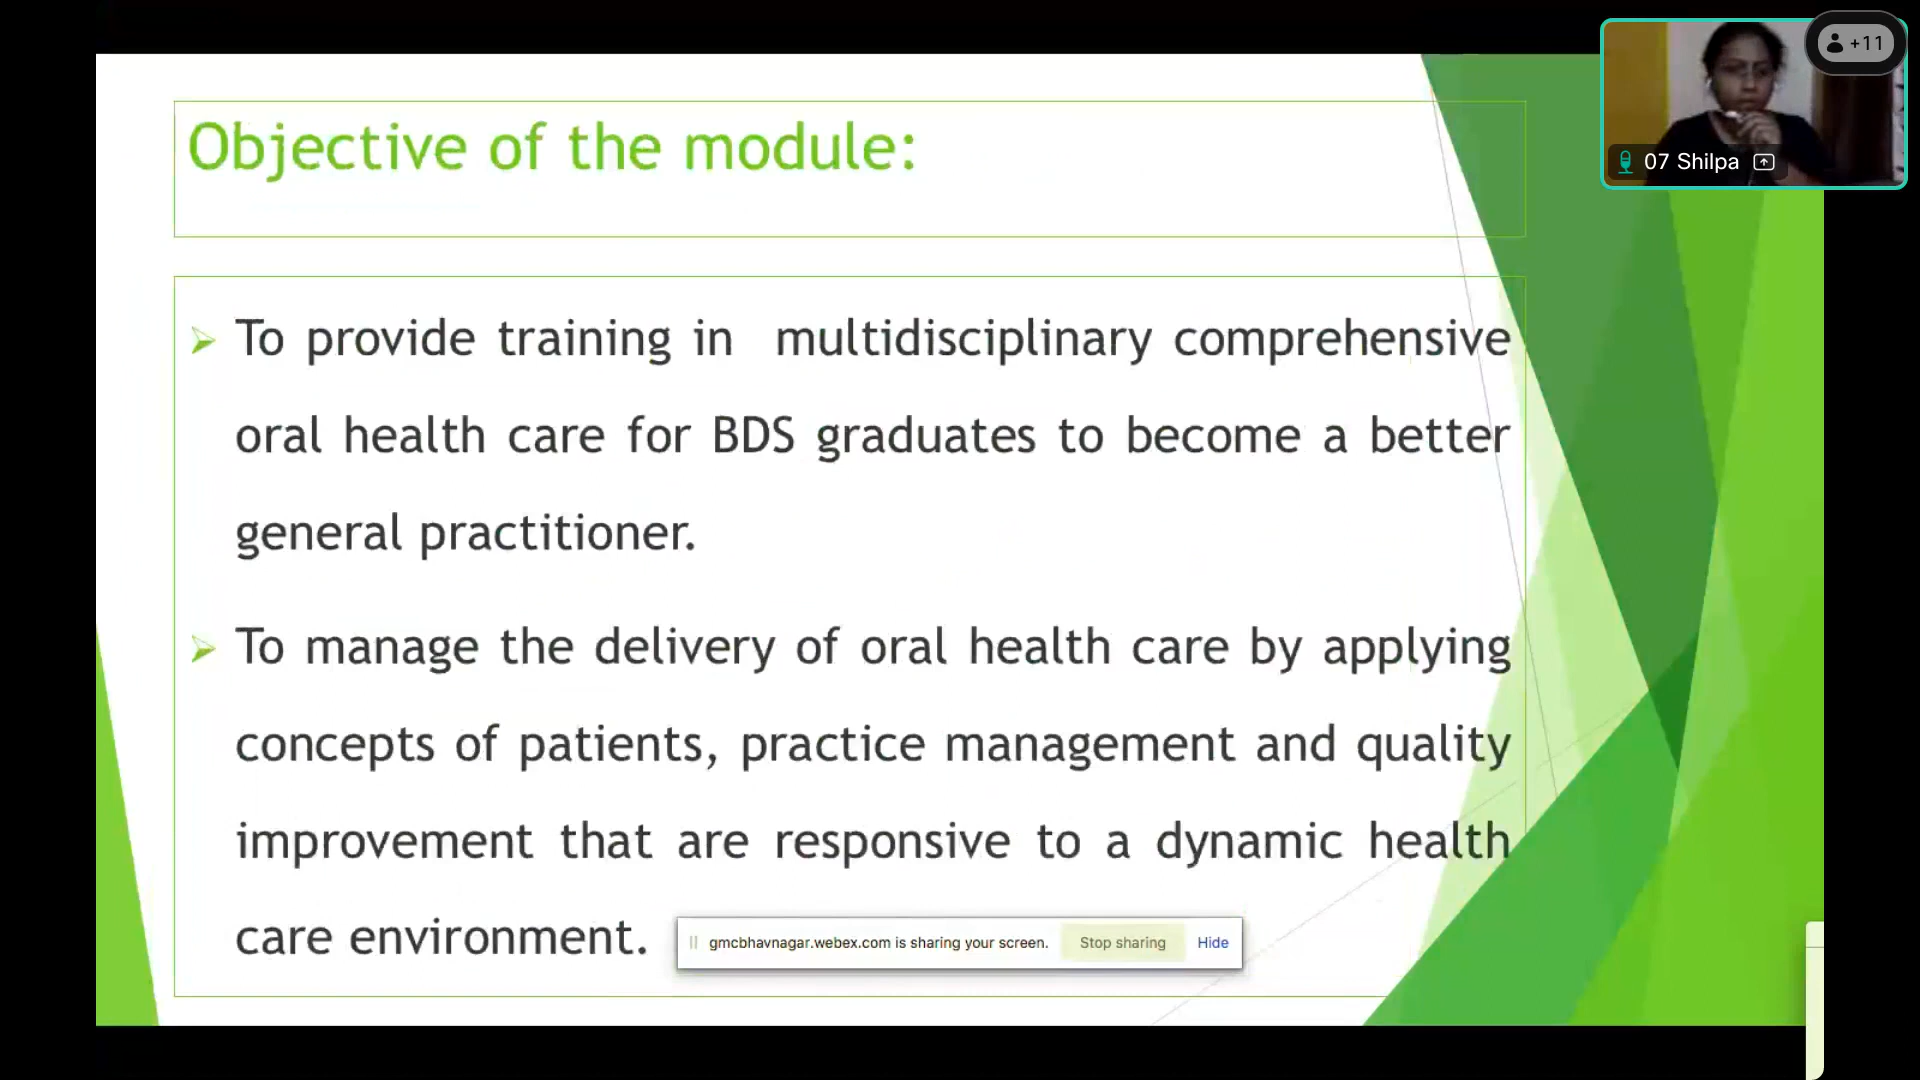 +11
07 Shilpa
Objective of the module:
To provide training in multidisciplinary comprehensive
oral health care for BDS graduates to become a better
general practitioner.
To manage the delivery of oral health care by applying
concepts of patients, practice management and quality
improvement that are responsive to a dynamic health
care environment.
gmcbhavnagar.webex.com is sharing your screen. Stop sharing Hide